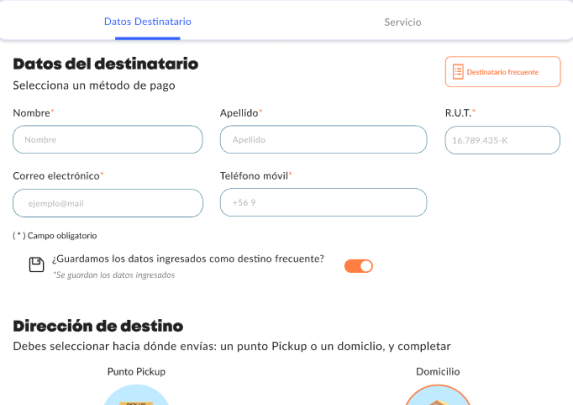 Datos Destinatario
Servicio
Datos del destinatario
Destinatario frecuente
Selecciona un método de pago
Nombre*
Apellido*
R.U.T.*
Nombre
Apellido
16.789.435-K
Correo electrónico*
Teléfono móvil*
ejemplo@mail
+56 9
(*) Campo obligatorio
¿Guardamos los datos ingresados como destino frecuente?
*Se guardan los datos ingresados
Dirección de destino
Debes seleccionar hacia dónde envías: un punto Pickup o un domclio, y completar
Punto Pickup
Domicilio